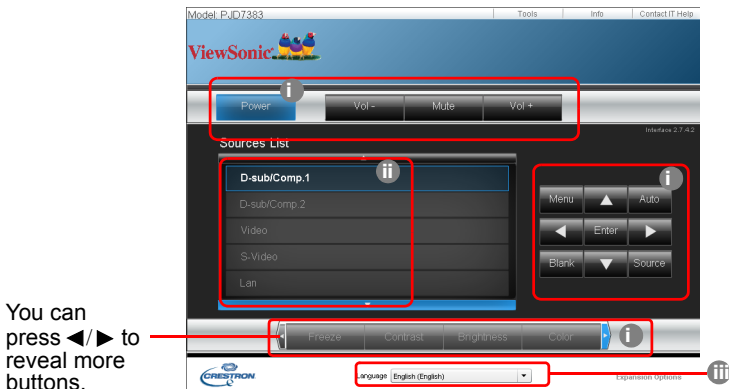 Model: PJD7383
Tools Info Contact IT Help
ViewSonic
i
Power Vol - Mute Vol +
Interface 2.7.4.2
Sources List
D-sub/Comp.1
ii
D-sub/Comp.2
Video
S-Video
Lan
i
Menu Auto
Enter
Blank Source
You can
press ◀/▶ to
reveal more
buttons.
Freeze Contrast Brightness Color
i
CRESTRON
Language English (English)
Expansion Options
iii